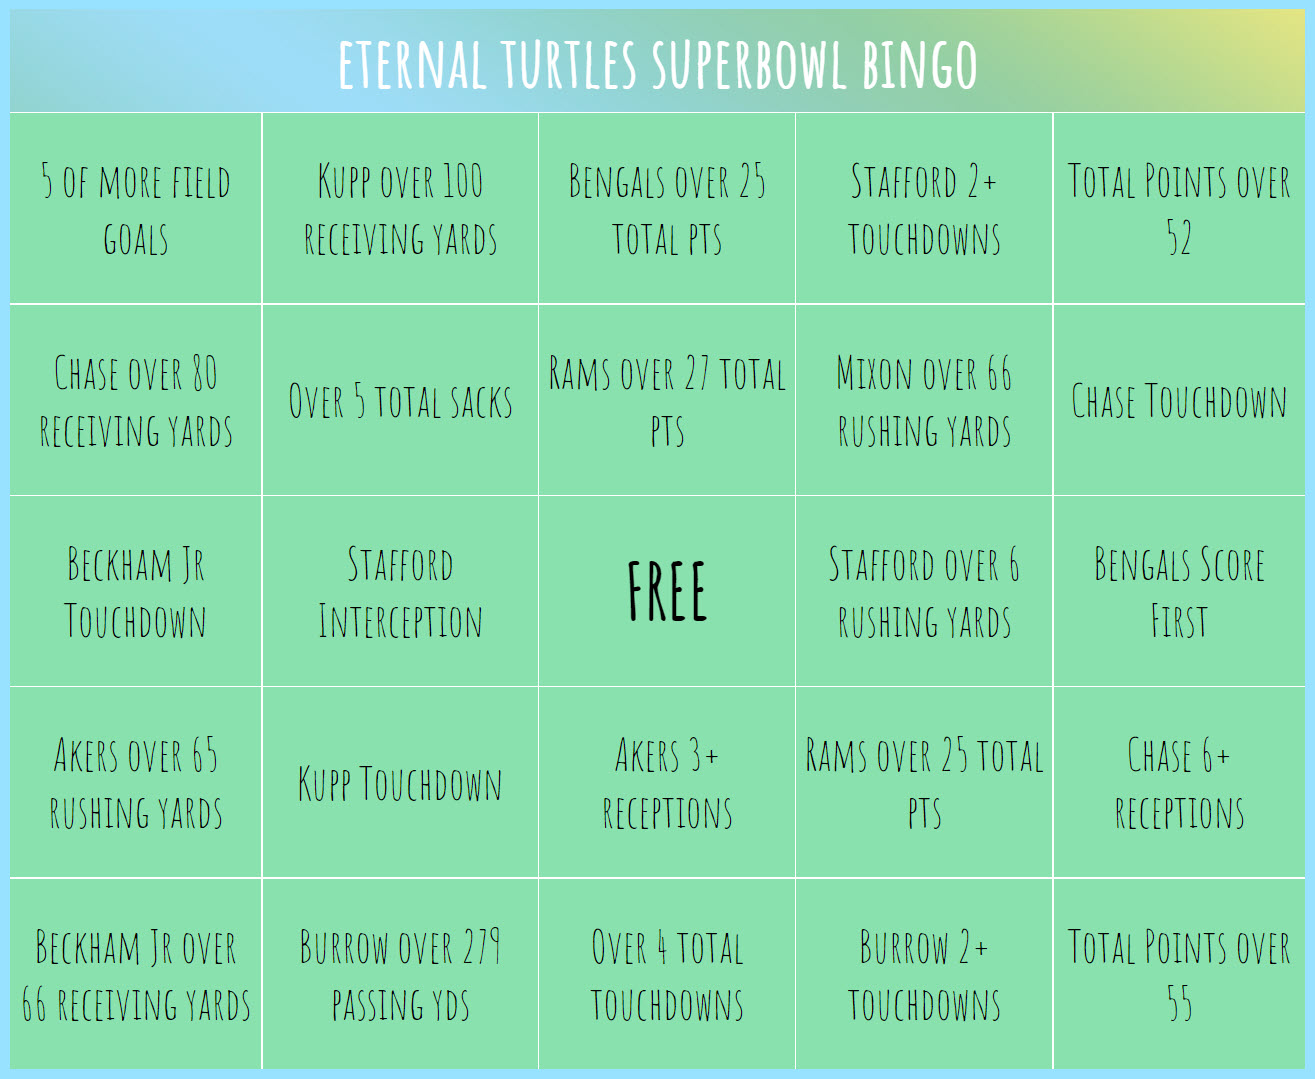 ETERNAL TURTLES SUPERBOWL BINGO
5 OF MORE FIELD
GOALS
KUPP OVER 100
RECEIVING YARDS
BENGALS OVER 25
TOTAL PTS
STAFFORD 2+
TOUCHDOWNS
TOTAL POINTS OVER
52
CHASE OVER 80
RECEIVING YARDS
OVER 5 TOTAL SACKS
RAMS OVER 27 TOTAL
PTS
MIXON OVER 66
RUSHING YARDS
CHASE TOUCHDOWN
BECKHAM JR
TOUCHDOWN
STAFFORD
INTERCEPTION
FREE
STAFFORD OVER 6
RUSHING YARDS
BENGALS SCORE
FIRST
AKERS OVER 65
RUSHING YARDS
KUPP TOUCHDOWN
AKERS 3+
RECEPTIONS
RAMS OVER 25 TOTAL
PTS
CHASE 6+
RECEPTIONS
BECKHAM JR OVER
66 RECEIVING YARDS
BURROW OVER 279
PASSING YDS
OVER 4 TOTAL
TOUCHDOWNS
BURROW 2+
TOUCHDOWNS
TOTAL POINTS OVER
55